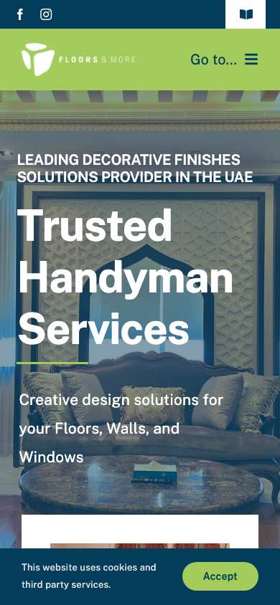 FLOORS & MORE
Go to...
LEADING DECORATIVE FINISHES
SOLUTIONS PROVIDER IN THE UAE
Trusted
Handyman
Services
Creative design solutions for
your Floors, Walls, and
Windows
This website uses cookies and
third party services.
Accept